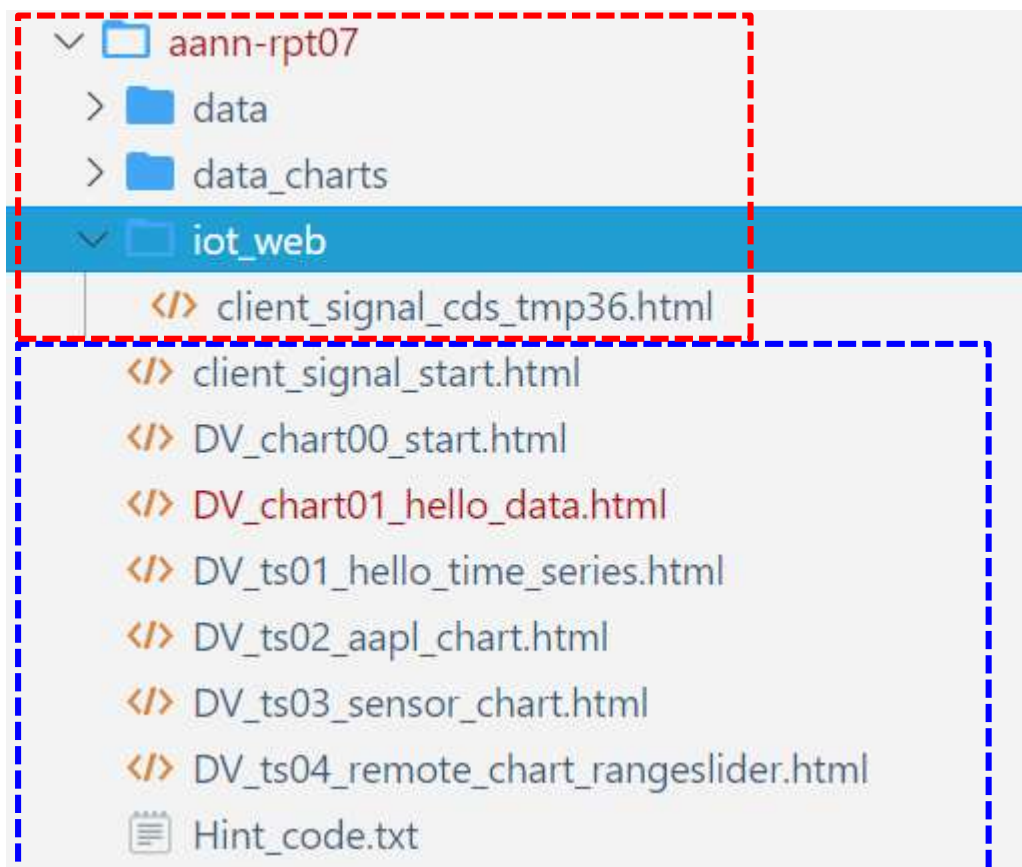 aann-rpt07
data
data_charts
iot_web
client_signal_cds_tmp36.html
client_signal_start.html
DV_chart00_start.html
DV_chart01_hello_data.html
DV_ts01_hello_time_series.html
DV_ts02_aapl_chart.html
DV_ts03_sensor_chart.html
DV_ts04_remote_chart_rangeslider.html
Hint_code.txt